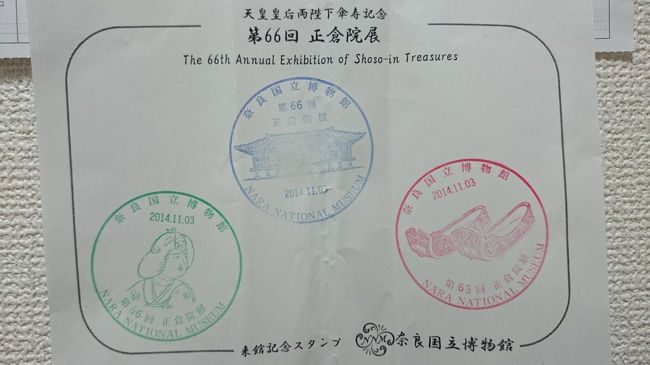 天皇皇后両陛下傘寿記念
第66回 正倉院展
The 66th Annual Exhibition of Shoso-in Treasures
奈良国立博物館
第66回
正倉院展
2014.11.03
NARA NATIONAL MUSEUM
奈良国立博物館
2014.11.03
第66回 正倉院展
NARA NATIONAL MUSEUM
奈良国立博物館
2014.11.03
第66回 正倉院展
NARA NATIONAL MUSEUM
来館記念スタンプ
NNM
奈良国立博物館